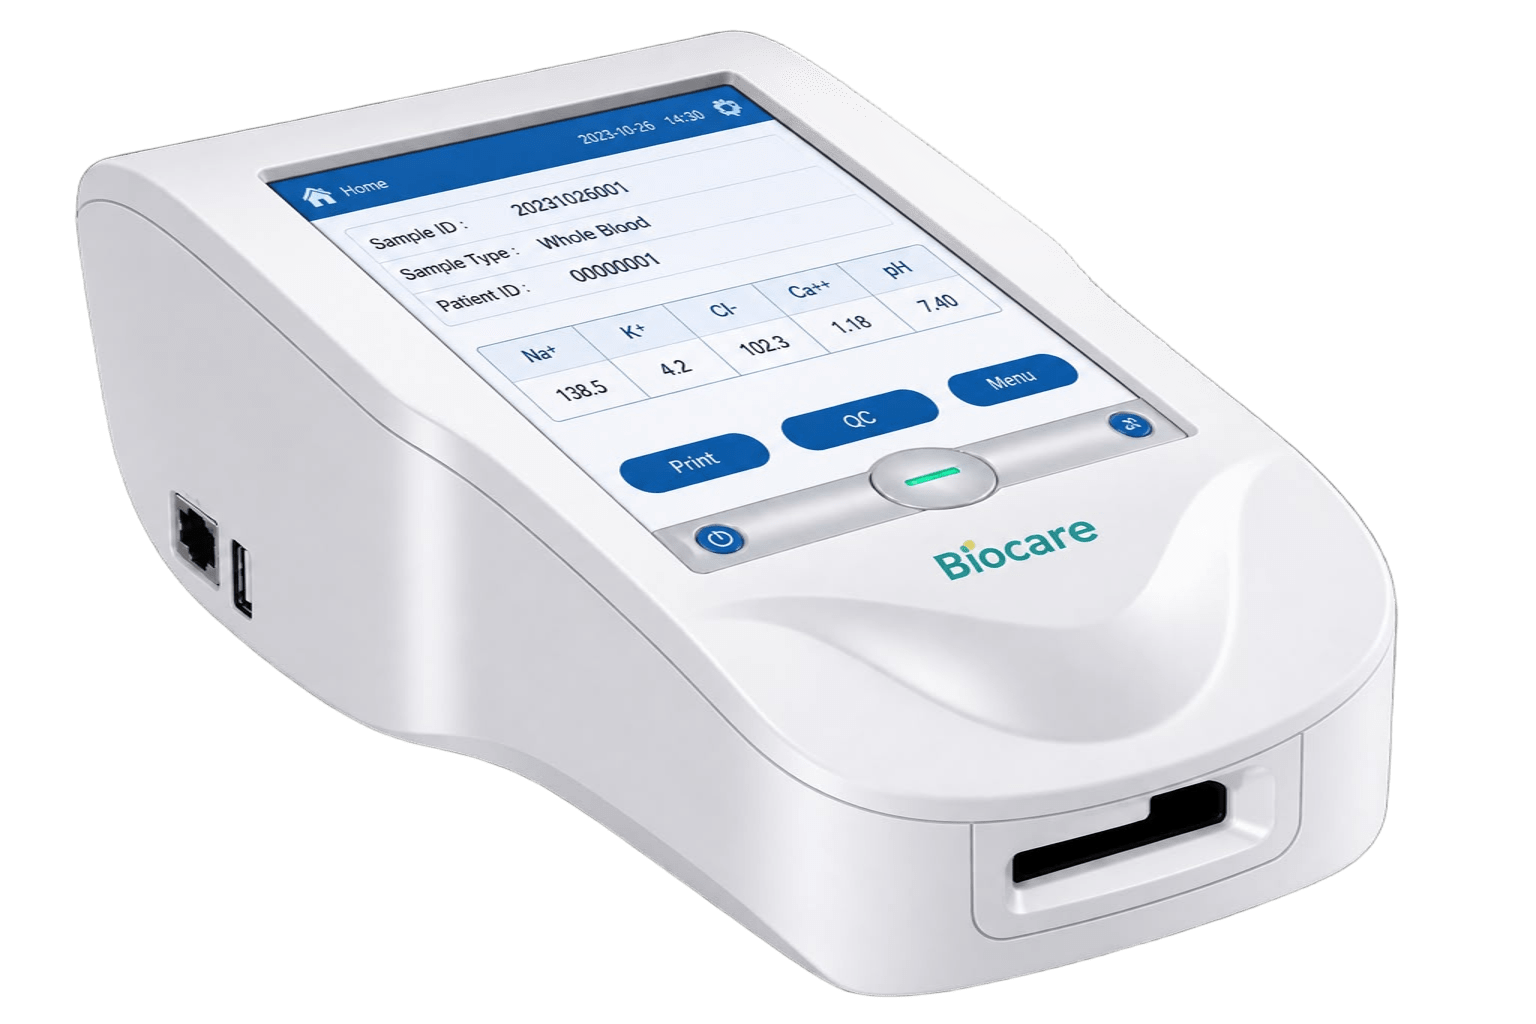 Home 2023-10-26 14:30
Sample ID : 20231026001
Sample Type : Whole Blood
Patient ID : 00000001
Na⁺ K⁺ Cl⁻ Ca⁺⁺ pH
138.5 4.2 102.3 1.18 7.40
Print QC Menu
Biocare